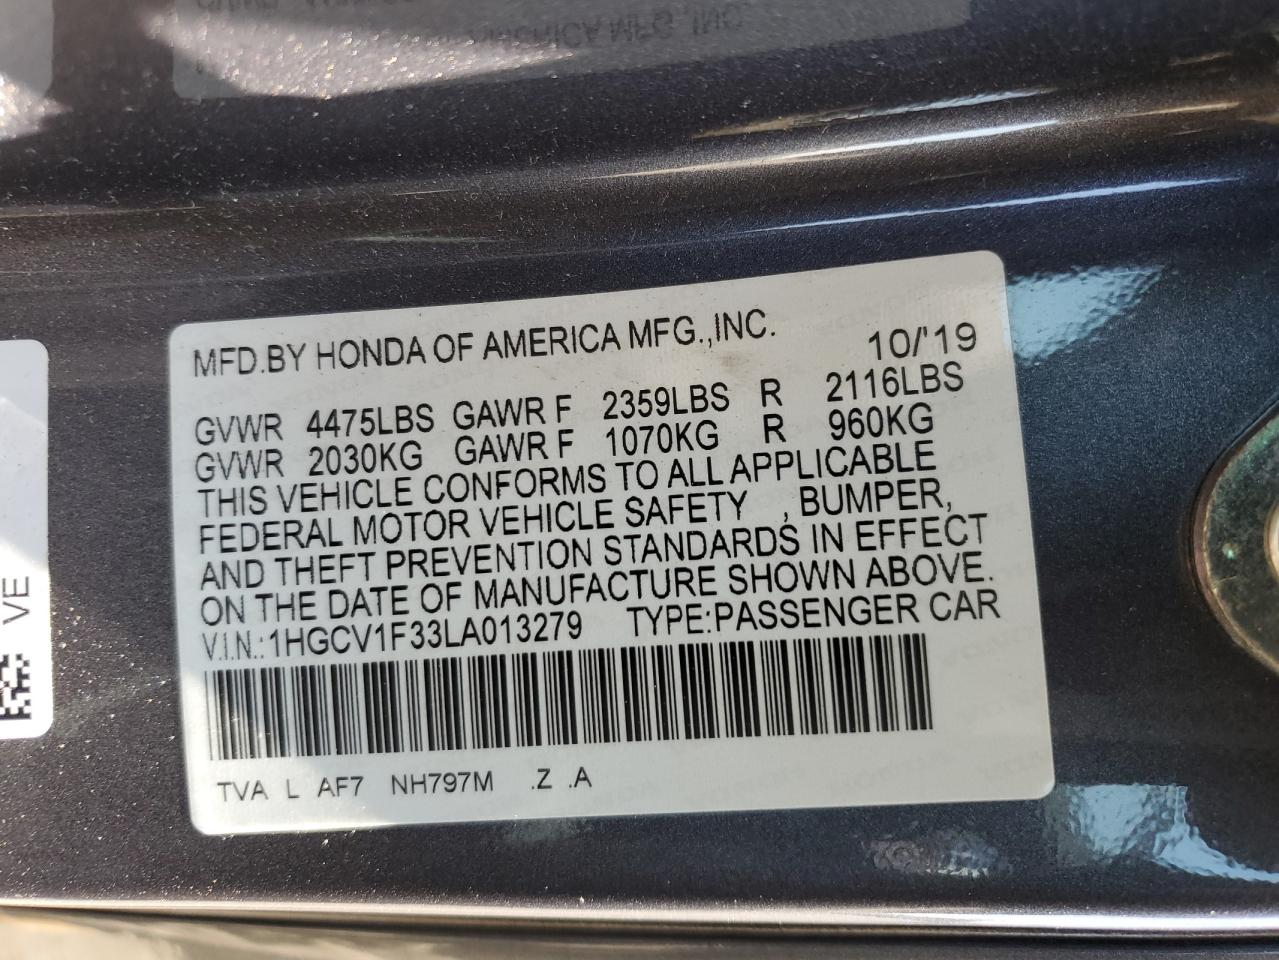 MFD.BY HONDA OF AMERICA MFG.,INC. 10/'19
GVWR 4475LBS GAWR F 2359LBS R 2116LBS
GVWR 2030KG GAWR F 1070KG R 960KG
THIS VEHICLE CONFORMS TO ALL APPLICABLE
FEDERAL MOTOR VEHICLE SAFETY , BUMPER,
AND THEFT PREVENTION STANDARDS IN EFFECT
ON THE DATE OF MANUFACTURE SHOWN ABOVE.
V.I.N.:1HGCV1F33LA013279 TYPE:PASSENGER CAR
TVA L AF7 NH797M .Z .A
VE